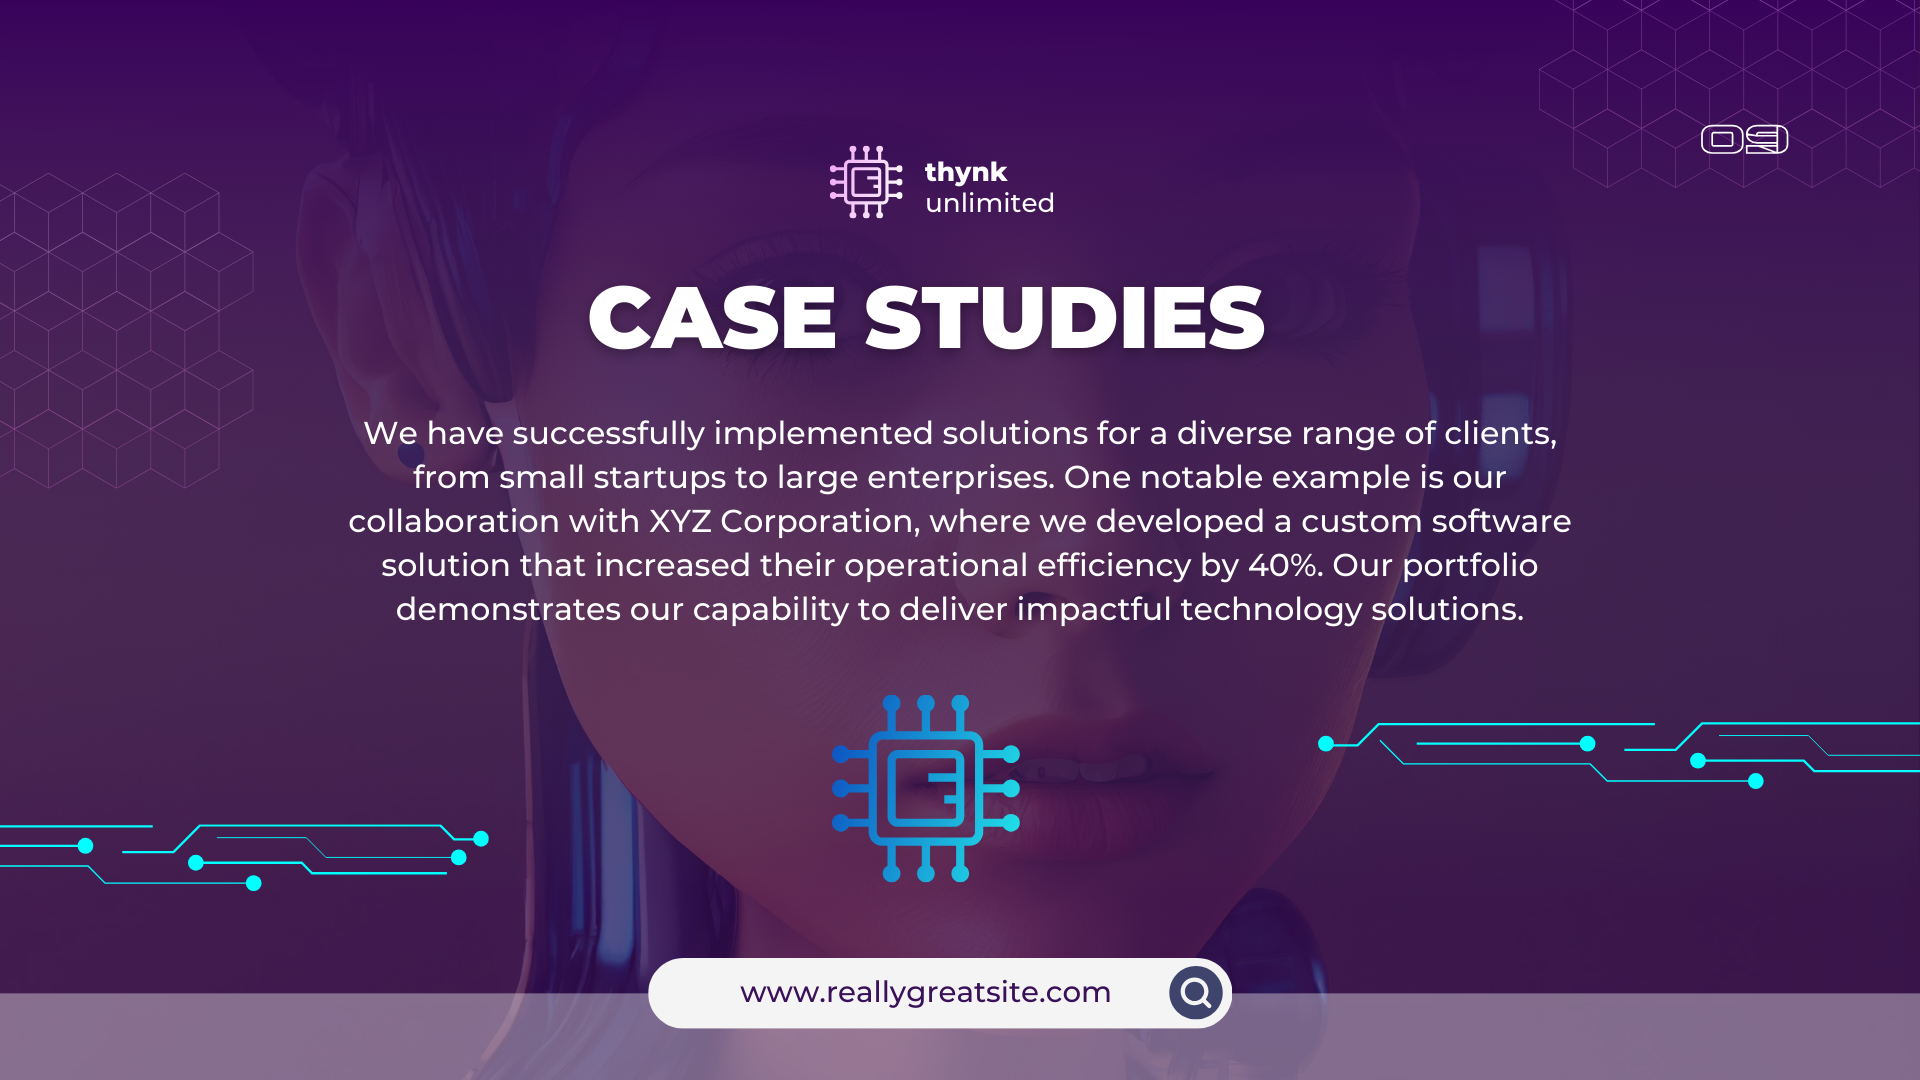 09
thynk
unlimited
CASE STUDIES
We have successfully implemented solutions for a diverse range of clients,
from small startups to large enterprises. One notable example is our
collaboration with XYZ Corporation, where we developed a custom software
solution that increased their operational efficiency by 40%. Our portfolio
demonstrates our capability to deliver impactful technology solutions.
www.reallygreatsite.com